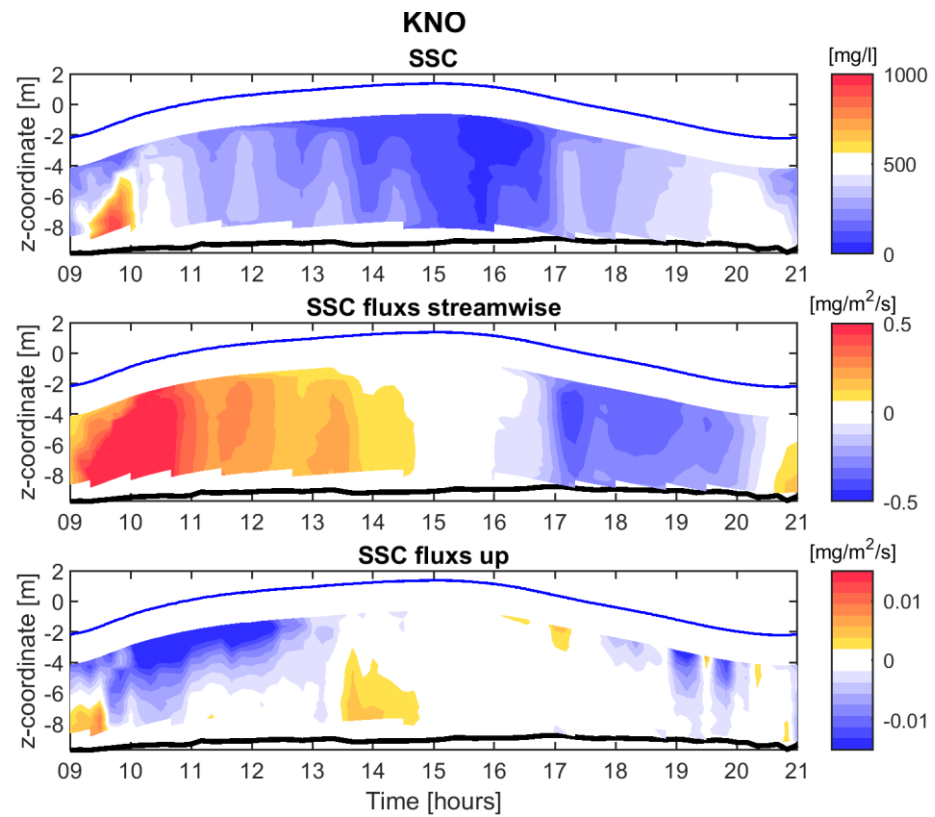 KNO
SSC
[mg/l]
z-coordinate [m]
2
0
-2
-4
-6
-8
09 10 11 12 13 14 15 16 17 18 19 20 21
1000
500
0
SSC fluxs streamwise
[mg/m²/s]
z-coordinate [m]
2
0
-2
-4
-6
-8
09 10 11 12 13 14 15 16 17 18 19 20 21
0.5
0
-0.5
SSC fluxs up
[mg/m²/s]
z-coordinate [m]
2
0
-2
-4
-6
-8
09 10 11 12 13 14 15 16 17 18 19 20 21
Time [hours]
0.01
0
-0.01